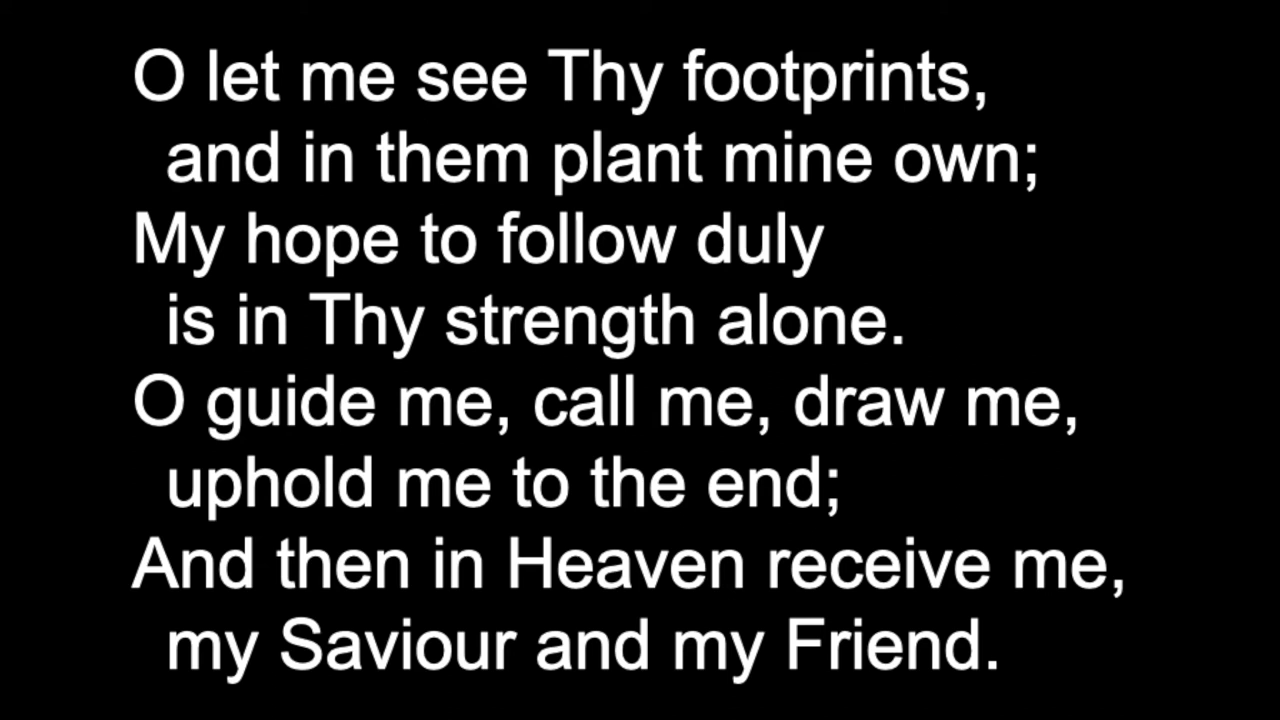 O let me see Thy footprints,
and in them plant mine own;
My hope to follow duly
is in Thy strength alone.
O guide me, call me, draw me,
uphold me to the end;
And then in Heaven receive me,
my Saviour and my Friend.